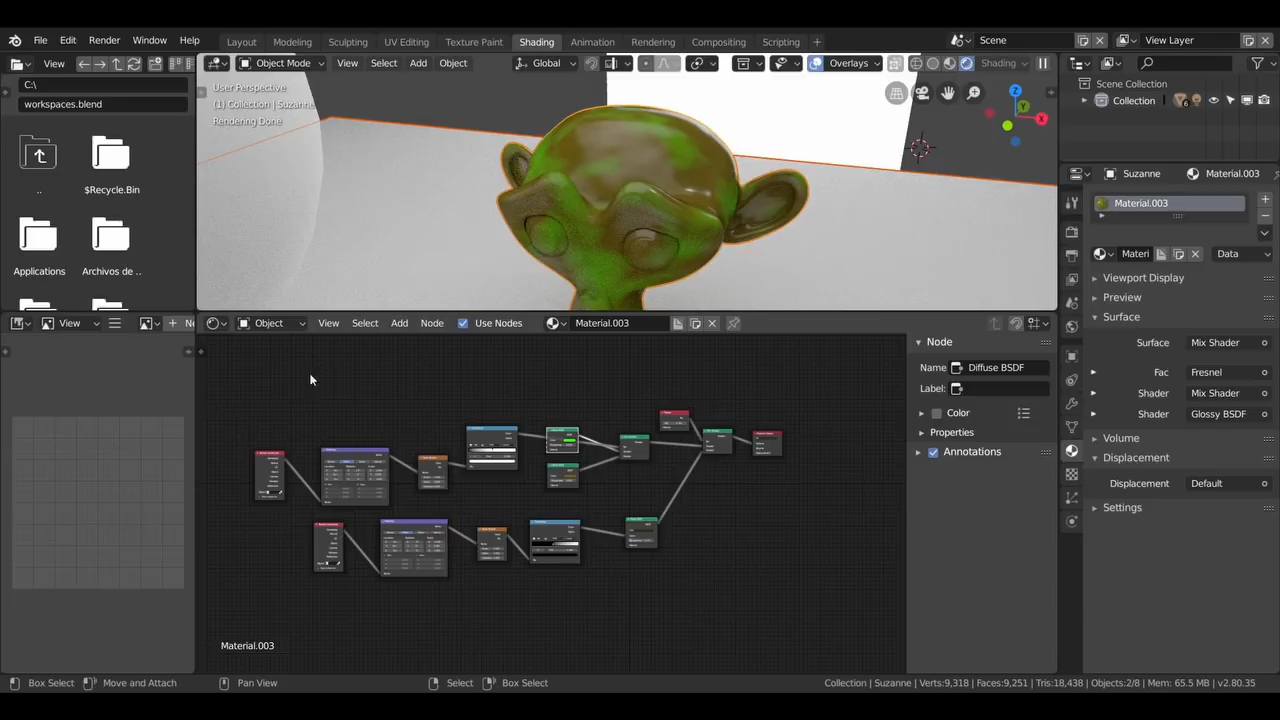 File Edit Render Window Help
Layout Modeling Sculpting UV Editing Texture Paint Shading Animation Rendering Compositing Scripting +
Scene
View Layer
View
C:\
workspaces.blend
..
$Recycle.Bin
Applications
Archivos de ..
Object Mode View Select Add Object Global Overlays Shading
User Perspective
(1) Collection | Suzanne
Rendering Done
Z
Y
X
Scene Collection
Collection
6
Suzanne
Material.003
Material.003
Materi
Data
Viewport Display
Preview
Surface
Surface Mix Shader
Fac Fresnel
Shader Mix Shader
Shader Glossy BSDF
Volume
Displacement
Displacement Default
Settings
View
Ne
Object View Select Add Node Use Nodes Material.003
Node
Name Diffuse BSDF
Label:
Color
Properties
Annotations
Material.003
Box Select Move and Attach Pan View Select Box Select
Collection | Suzanne | Verts:9,318 | Faces:9,251 | Tris:18,438 | Objects:2/8 | Mem: 65.5 MB | v2.80.35